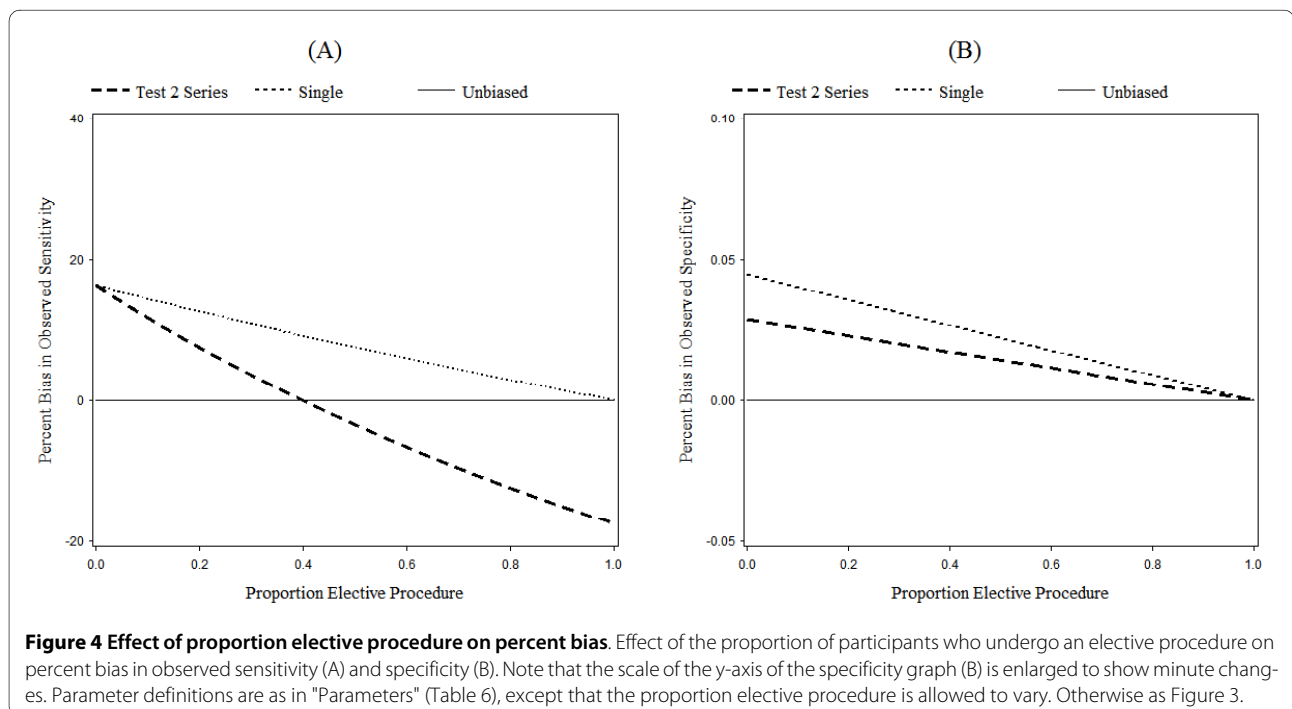 (A)
Test 2 Series Single Unbiased
40
20
0
-20
Percent Bias in Observed Sensitivity
0.0 0.2 0.4 0.6 0.8 1.0
Proportion Elective Procedure
(B)
Test 2 Series Single Unbiased
0.10
0.05
0.00
-0.05
Percent Bias in Observed Specificity
0.0 0.2 0.4 0.6 0.8 1.0
Proportion Elective Procedure
Figure 4 Effect of proportion elective procedure on percent bias. Effect of the proportion of participants who undergo an elective procedure on
percent bias in observed sensitivity (A) and specificity (B). Note that the scale of the y-axis of the specificity graph (B) is enlarged to show minute chang-
es. Parameter definitions are as in "Parameters" (Table 6), except that the proportion elective procedure is allowed to vary. Otherwise as Figure 3.